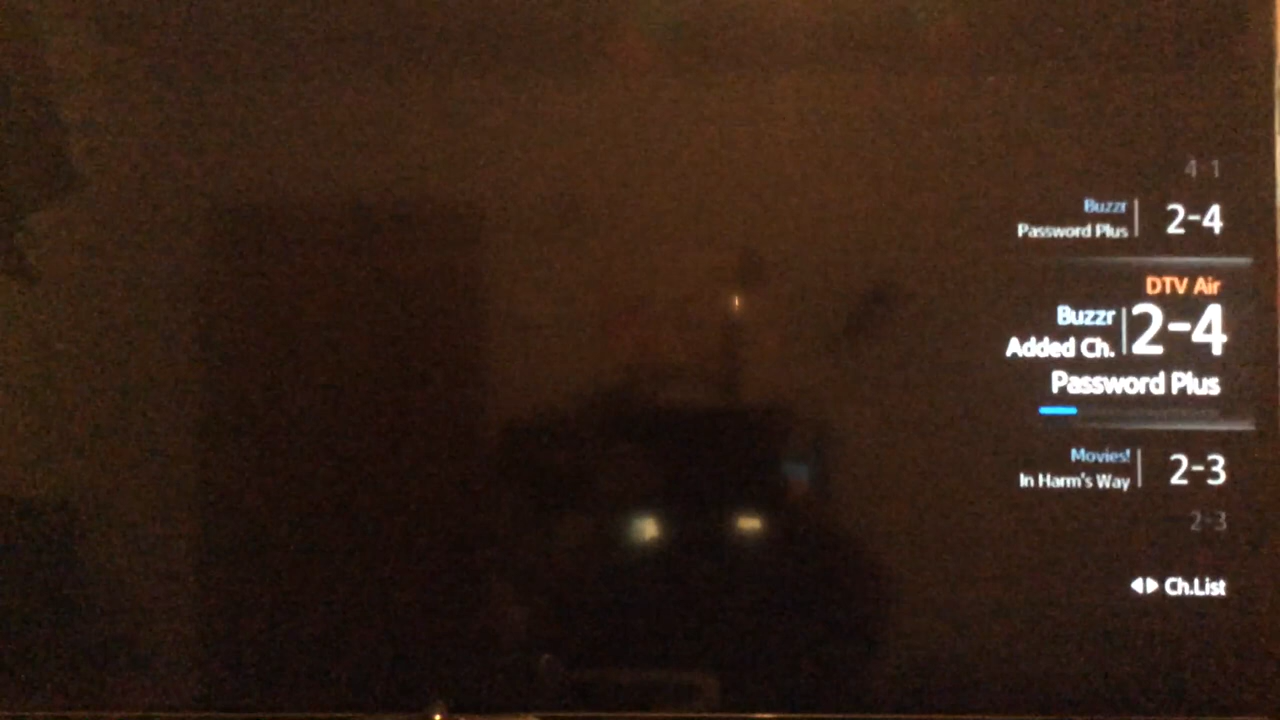 4-1
Buzzr
Password Plus
2-4
DTV Air
Buzzr
Added Ch.
2-4
Password Plus
Movies!
In Harm's Way
2-3
2-3
Ch.List